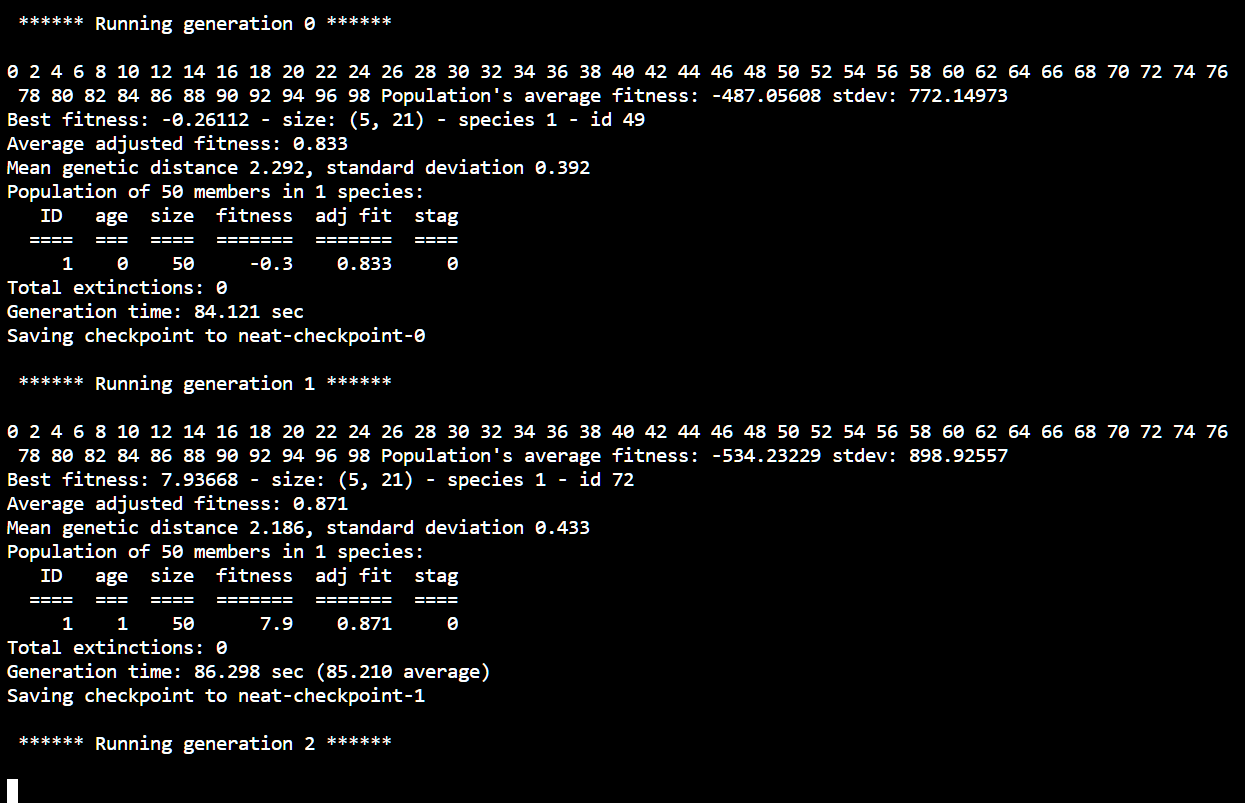 ****** Running generation 0 ******
0 2 4 6 8 10 12 14 16 18 20 22 24 26 28 30 32 34 36 38 40 42 44 46 48 50 52 54 56 58 60 62 64 66 68 70 72 74 76
78 80 82 84 86 88 90 92 94 96 98 Population's average fitness: -487.05608 stdev: 772.14973
Best fitness: -0.26112 - size: (5, 21) - species 1 - id 49
Average adjusted fitness: 0.833
Mean genetic distance 2.292, standard deviation 0.392
Population of 50 members in 1 species:
ID age size fitness adj fit stag
==== === ==== ======= ======= ====
1 0 50 -0.3 0.833 0
Total extinctions: 0
Generation time: 84.121 sec
Saving checkpoint to neat-checkpoint-0
****** Running generation 1 ******
0 2 4 6 8 10 12 14 16 18 20 22 24 26 28 30 32 34 36 38 40 42 44 46 48 50 52 54 56 58 60 62 64 66 68 70 72 74 76
78 80 82 84 86 88 90 92 94 96 98 Population's average fitness: -534.23229 stdev: 898.92557
Best fitness: 7.93668 - size: (5, 21) - species 1 - id 72
Average adjusted fitness: 0.871
Mean genetic distance 2.186, standard deviation 0.433
Population of 50 members in 1 species:
ID age size fitness adj fit stag
==== === ==== ======= ======= ====
1 1 50 7.9 0.871 0
Total extinctions: 0
Generation time: 86.298 sec (85.210 average)
Saving checkpoint to neat-checkpoint-1
****** Running generation 2 ******